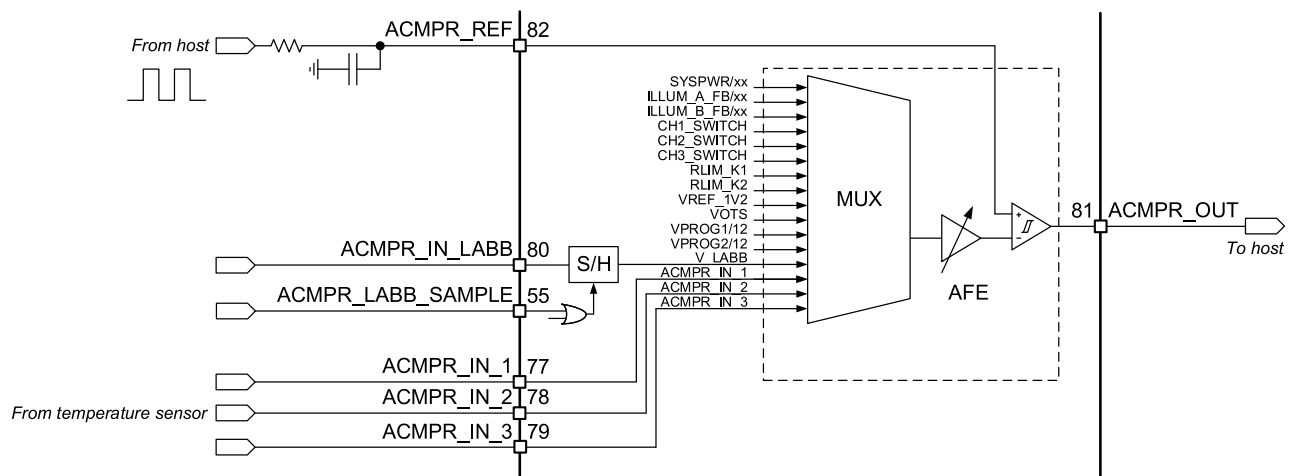 ACMPR_REF 82
From host
SYSPWR/xx
ILLUM_A_FB/xx
ILLUM_B_FB/xx
CH1_SWITCH
CH2_SWITCH
CH3_SWITCH
RLIM_K1
RLIM_K2
VREF_1V2
VOTS
VPROG1/12
VPROG2/12
V_LABB
ACMPR_IN_1
ACMPR_IN_2
ACMPR_IN_3
MUX
+
–
AFE
81 ACMPR_OUT
To host
ACMPR_IN_LABB 80
S/H
ACMPR_LABB_SAMPLE 55
ACMPR_IN_1 77
From temperature sensor
ACMPR_IN_2 78
ACMPR_IN_3 79